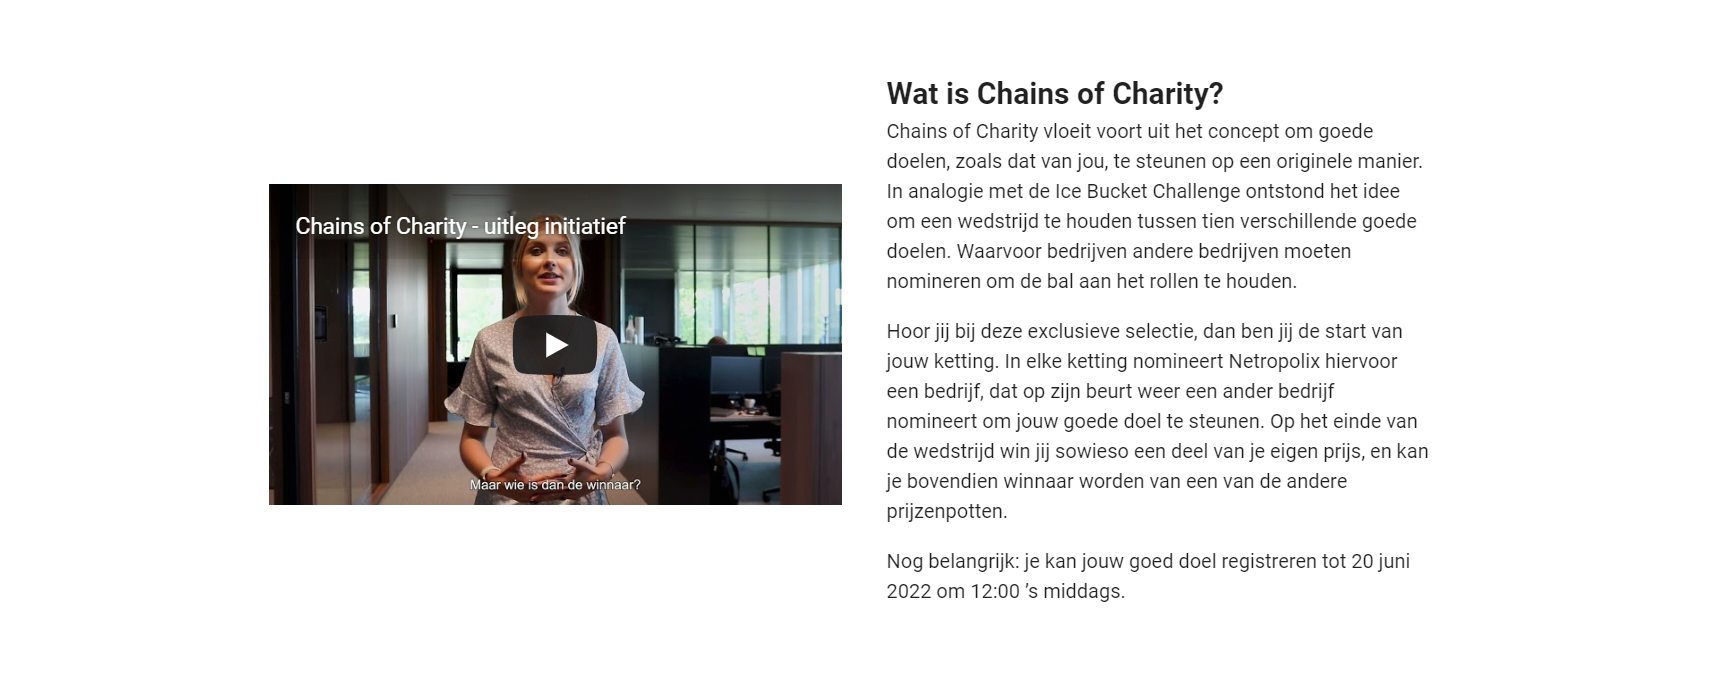 Chains of Charity - uitleg initiatief
Maar wie is dan de winnaar?
Wat is Chains of Charity?
Chains of Charity vloeit voort uit het concept om goede
doelen, zoals dat van jou, te steunen op een originele manier.
In analogie met de Ice Bucket Challenge ontstond het idee
om een wedstrijd te houden tussen tien verschillende goede
doelen. Waarvoor bedrijven andere bedrijven moeten
nomineren om de bal aan het rollen te houden.
Hoor jij bij deze exclusieve selectie, dan ben jij de start van
jouw ketting. In elke ketting nomineert Netropolix hiervoor
een bedrijf, dat op zijn beurt weer een ander bedrijf
nomineert om jouw goede doel te steunen. Op het einde van
de wedstrijd win jij sowieso een deel van je eigen prijs, en kan
je bovendien winnaar worden van een van de andere
prijzenpotten.
Nog belangrijk: je kan jouw goed doel registreren tot 20 juni
2022 om 12:00 ’s middags.